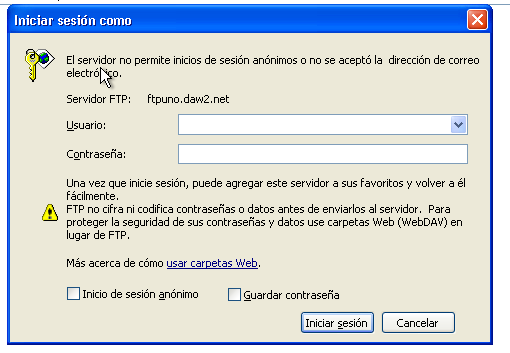 Iniciar sesión como
El servidor no permite inicios de sesión anónimos o no se aceptó la dirección de correo
electrónico.
Servidor FTP: ftpuno.daw2.net
Usuario:
Contraseña:
Una vez que inicie sesión, puede agregar este servidor a sus favoritos y volver a él
fácilmente.
FTP no cifra ni codifica contraseñas o datos antes de enviarlos al servidor. Para
proteger la seguridad de sus contraseñas y datos use carpetas Web (WebDAV) en
lugar de FTP.
Más acerca de cómo usar carpetas Web.
Inicio de sesión anónimo Guardar contraseña
Iniciar sesión Cancelar